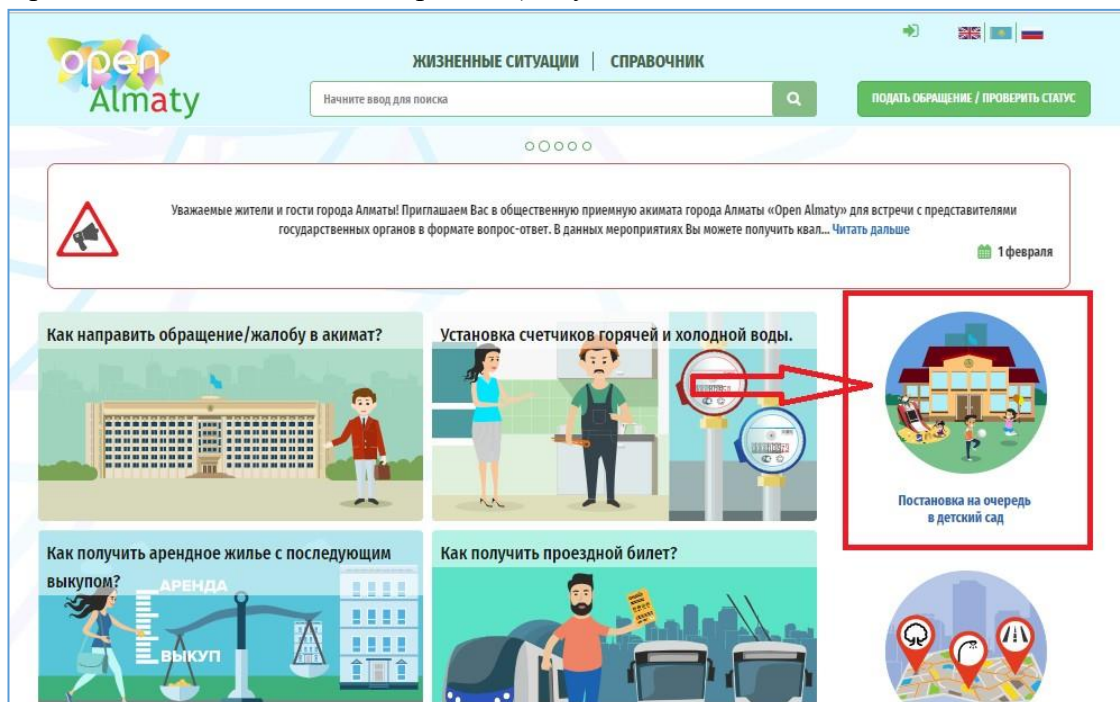 open
Almaty
ЖИЗНЕННЫЕ СИТУАЦИИ | СПРАВОЧНИК
Начните ввод для поиска
ПОДАТЬ ОБРАЩЕНИЕ / ПРОВЕРИТЬ СТАТУС
Уважаемые жители и гости города Алматы! Приглашаем Вас в общественную приемную акимата города Алматы «Open Almaty» для встречи с представителями
государственных органов в формате вопрос-ответ. В данных мероприятиях Вы можете получить квал... Читать дальше
1 февраля
Как направить обращение/жалобу в акимат?
Установка счетчиков горячей и холодной воды.
Постановка на очередь
в детский сад
Как получить арендное жилье с последующим
выкупом?
АРЕНДА
ВЫКУП
Как получить проездной билет?